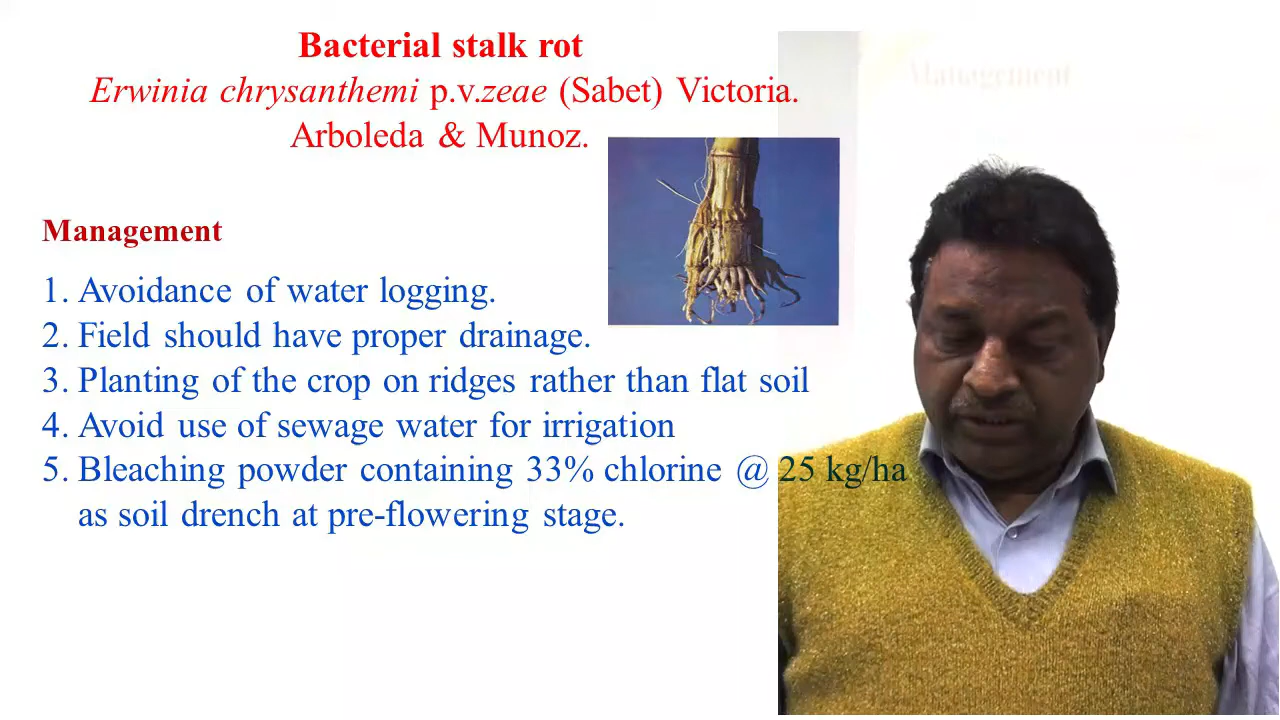 Bacterial stalk rot
Erwinia chrysanthemi p.v.zeae (Sabet) Victoria.
Arboleda & Munoz.
Management
Management
1. Avoidance of water logging.
2. Field should have proper drainage.
3. Planting of the crop on ridges rather than flat soil
4. Avoid use of sewage water for irrigation
5. Bleaching powder containing 33% chlorine @ 25 kg/ha
as soil drench at pre-flowering stage.